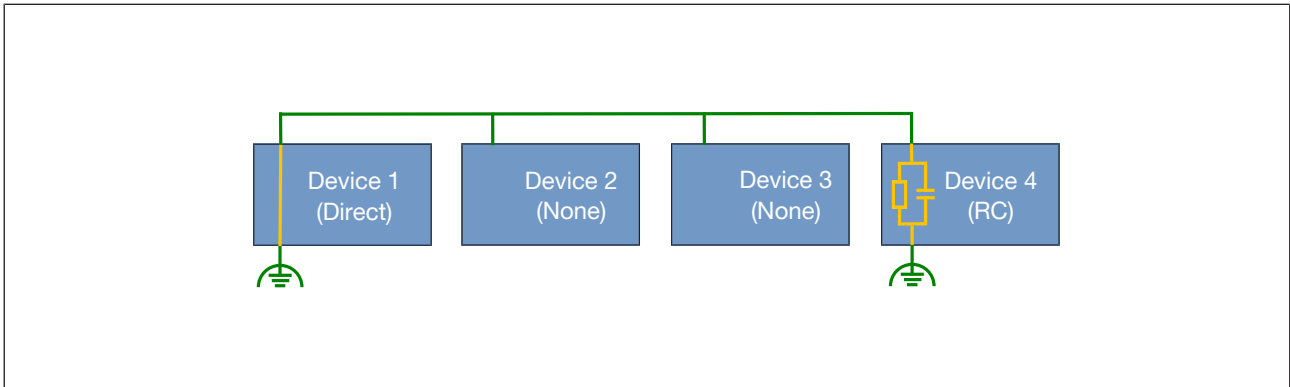 Device 1
(Direct)
Device 2
(None)
Device 3
(None)
Device 4
(RC)